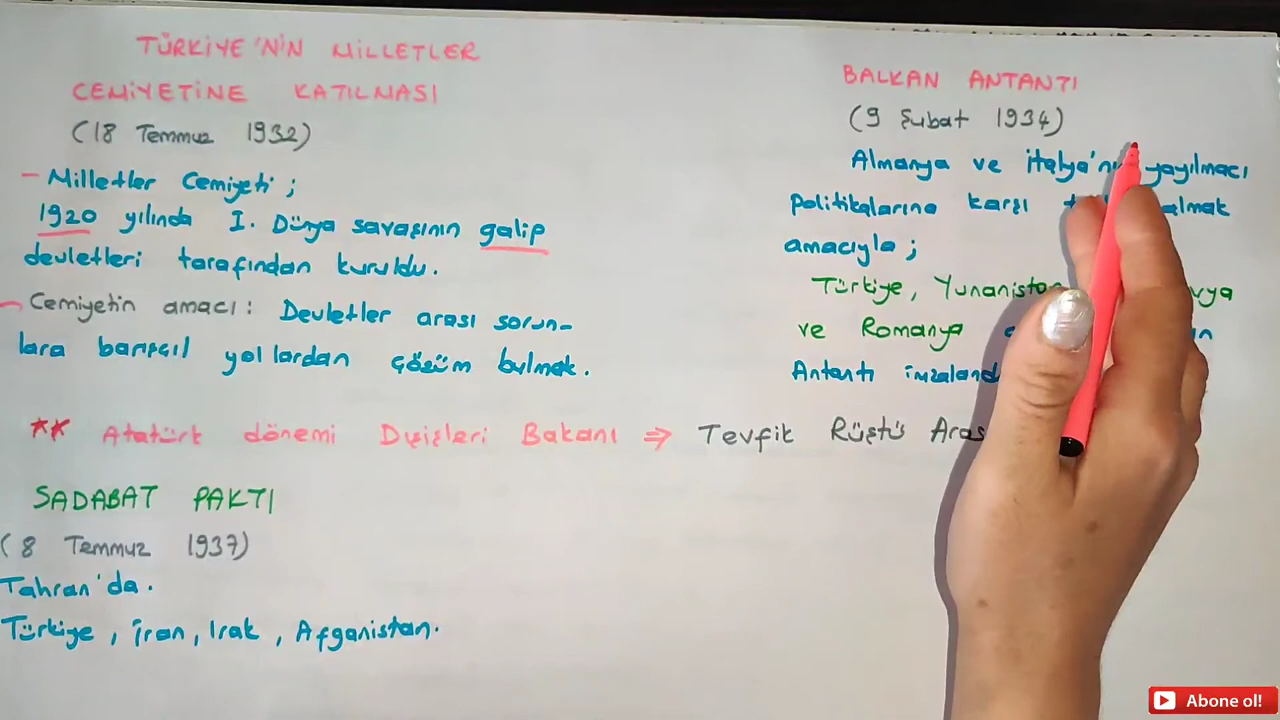 TÜRKİYE'NİN MİLLETLER
CEMİYETİNE KATILMASI
(18 Temmuz 1932)
- Milletler Cemiyeti ;
1920 yılında I. Dünya savaşının galip
devletleri tarafından kuruldu.
- Cemiyetin amacı : Devletler arası sorun-
lara barışçıl yollardan çözüm bulmak.
BALKAN ANTANTI
(9 Şubat 1934)
Almanya ve İtalya'nı yayılmacı
politikalarına karşı almak
amacıyla ;
Türkiye, Yunanistan
ve Romanya
Antantı
** Atatürk dönemi Dışişleri Bakanı ⇒ Tevfik Rüştü Aras
SADABAT PAKTI
(8 Temmuz 1937)
Tahran'da.
Türkiye, İran, Irak, Afganistan.
Abone ol!